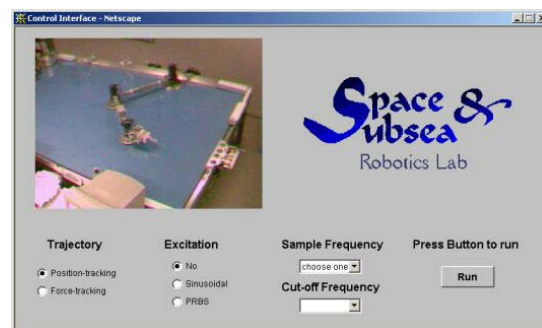 Control Interface - Netscape
Space &
Subsea
Robotics Lab
Trajectory
Position-tracking
Force-tracking
Excitation
No
Sinusoidal
PRBS
Sample Frequency
choose one
Cut-off Frequency
Press Button to run
Run